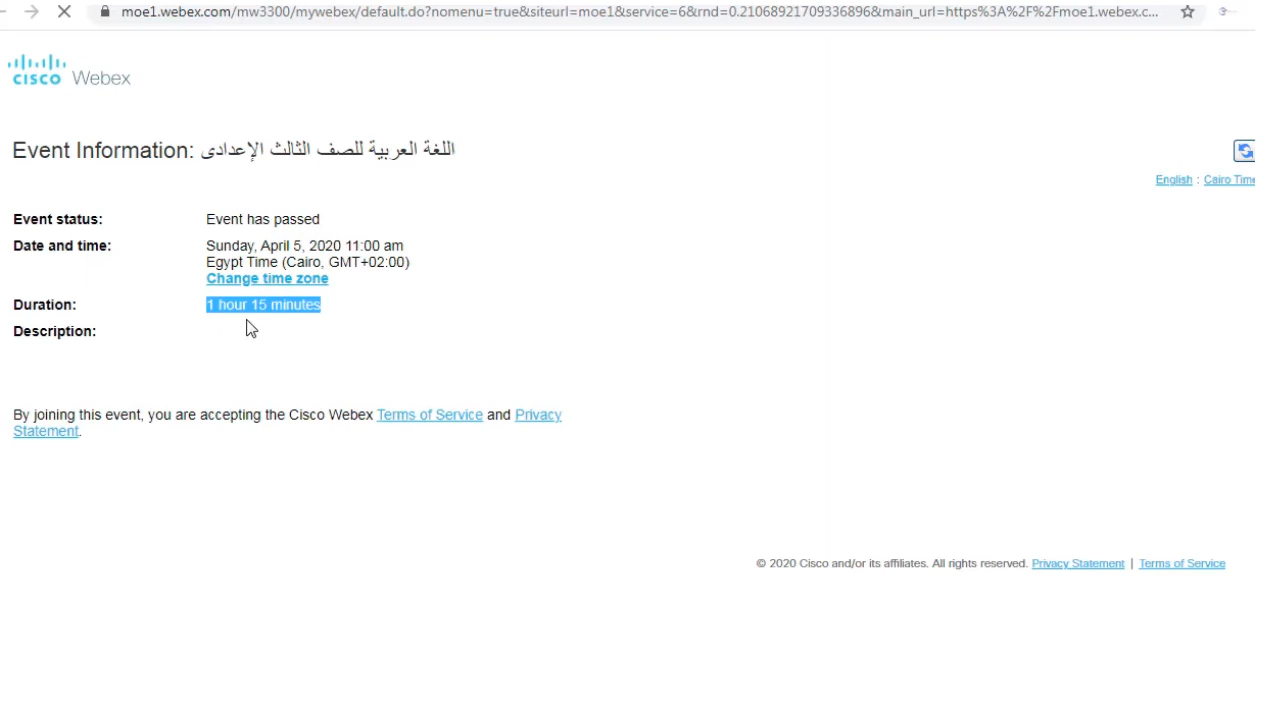 moe1.webex.com/mw3300/mywebex/default.do?nomenu=true&siteurl=moe1&service=6&rnd=0.21068921709336896&main_url=https%3A%2F%2Fmoe1.webex.c...
cisco Webex
Event Information: اللغة العربية للصف الثالث الإعدادى
English : Cairo Time
Event status: Event has passed
Date and time: Sunday, April 5, 2020 11:00 am
Egypt Time (Cairo, GMT+02:00)
Change time zone
Duration: 1 hour 15 minutes
Description:
By joining this event, you are accepting the Cisco Webex Terms of Service and Privacy
Statement.
© 2020 Cisco and/or its affiliates. All rights reserved. Privacy Statement | Terms of Service